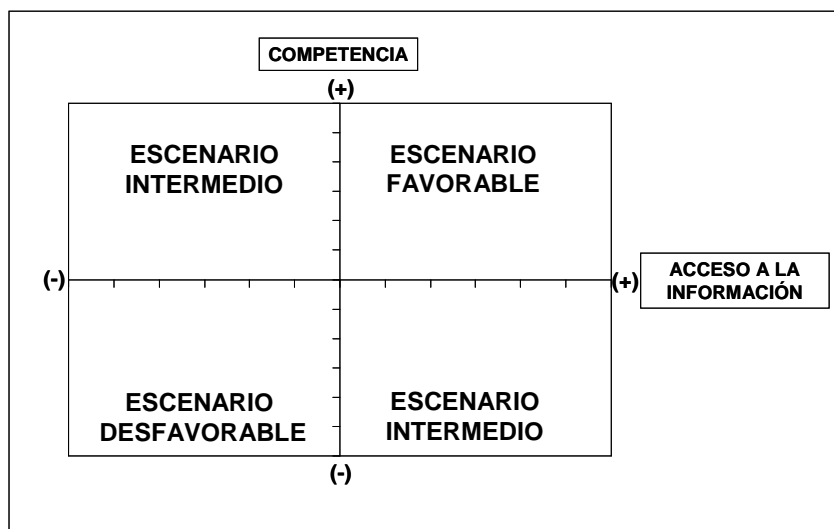 COMPETENCIA
(+)
ESCENARIO
INTERMEDIO
ESCENARIO
FAVORABLE
(-)
(+)
ACCESO A LA
INFORMACIÓN
ESCENARIO
DESFAVORABLE
ESCENARIO
INTERMEDIO
(-)